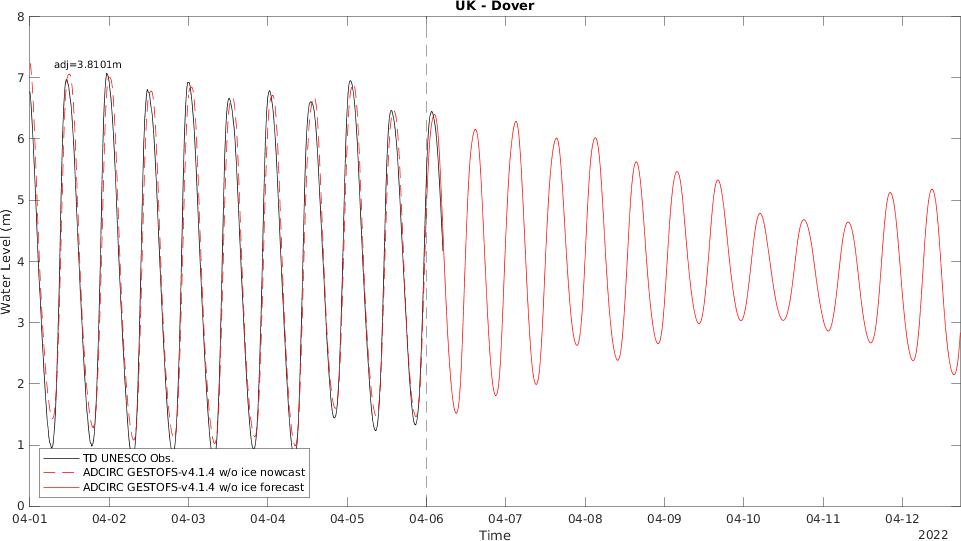 UK - Dover
8
adj=3.8101m
7
6
5
4
3
2
1
0
Water Level (m)
TD UNESCO Obs.
ADCIRC GESTOFS-v4.1.4 w/o ice nowcast
ADCIRC GESTOFS-v4.1.4 w/o ice forecast
04-01 04-02 04-03 04-04 04-05 04-06 04-07 04-08 04-09 04-10 04-11 04-12
Time
2022